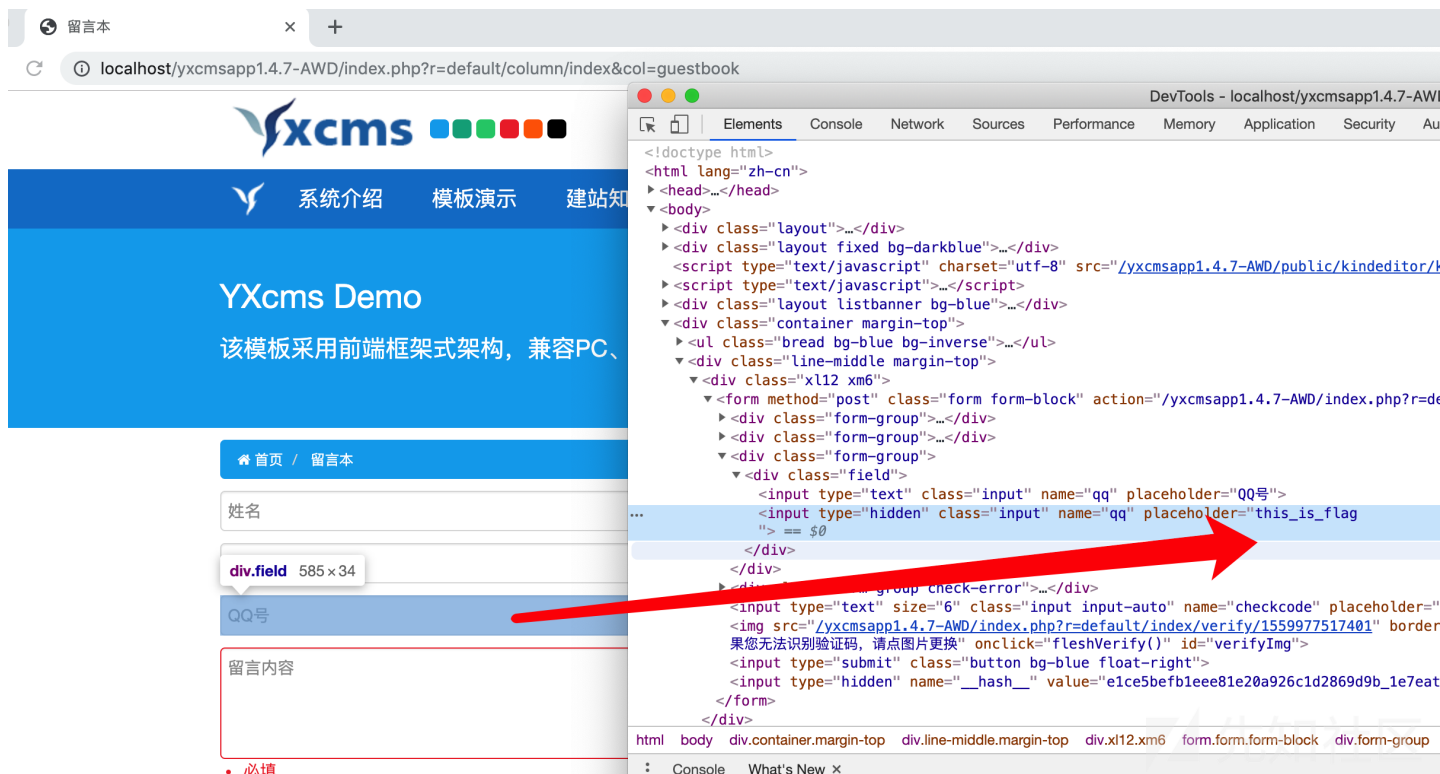 留言本
localhost/yxcmsapp1.4.7-AWD/index.php?r=default/column/index&col=guestbook
DevTools - localhost/yxcmsapp1.4.7-AWD
Yxcms
系统介绍 模板演示 建站知
YXcms Demo
该模板采用前端框架式架构，兼容PC、
首页 / 留言本
姓名
div.field 585×34
QQ号
留言内容
必填
Elements Console Network Sources Performance Memory Application Security Au
<!doctype html>
<html lang="zh-cn">
<head>…</head>
<body>
<div class="layout">…</div>
<div class="layout fixed bg-darkblue">…</div>
<script type="text/javascript" charset="utf-8" src="/yxcmsapp1.4.7-AWD/public/kindeditor/k
<script type="text/javascript">…</script>
<div class="layout listbanner bg-blue">…</div>
<div class="container margin-top">
<ul class="bread bg-blue bg-inverse">…</ul>
<div class="line-middle margin-top">
<div class="xl12 xm6">
<form method="post" class="form form-block" action="/yxcmsapp1.4.7-AWD/index.php?r=de
<div class="form-group">…</div>
<div class="form-group">…</div>
<div class="form-group">
<div class="field">
<input type="text" class="input" name="qq" placeholder="QQ号">
… <input type="hidden" class="input" name="qq" placeholder="this_is_flag
"> == $0
</div>
</div>
check-error">…</div>
<input type="text" size="6" class="input input-auto" name="checkcode" placeholder="
<img src="/yxcmsapp1.4.7-AWD/index.php?r=default/index/verify/1559977517401" border
果您无法识别验证码，请点图片更换" onclick="fleshVerify()" id="verifyImg">
<input type="submit" class="button bg-blue float-right">
<input type="hidden" name="__hash__" value="e1ce5befb1eee81e20a926c1d2869d9b_1e7eat
</form>
</div>
html body div.container.margin-top div.line-middle.margin-top div.xl12.xm6 form.form.form-block div.form-group
Console What's New ×
先知社区